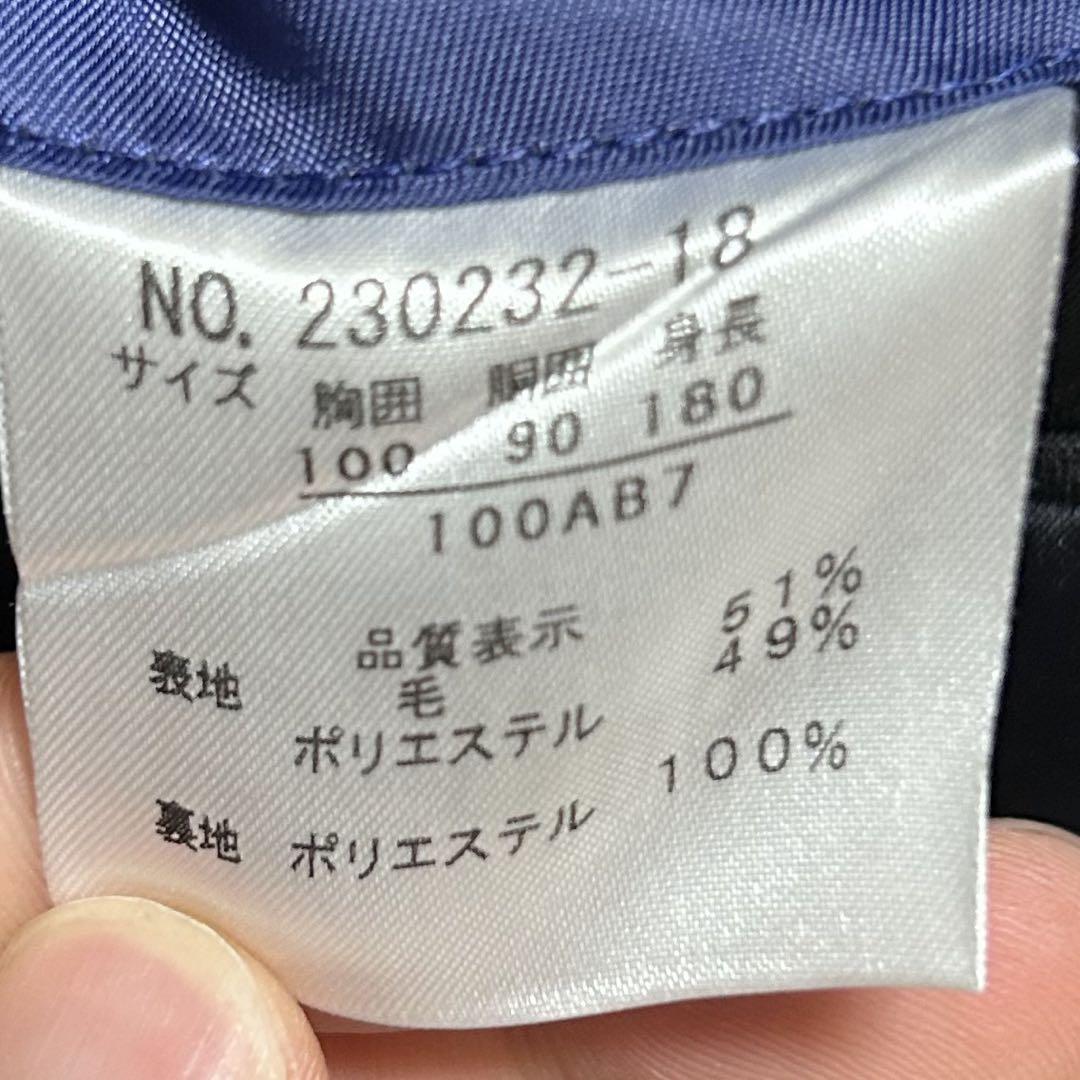 NO. 230232-18
サイズ 胸囲 胴囲 身長
100 90 180
100AB7
品質表示
表地 毛 51%
ポリエステル 49%
裏地 ポリエステル 100%